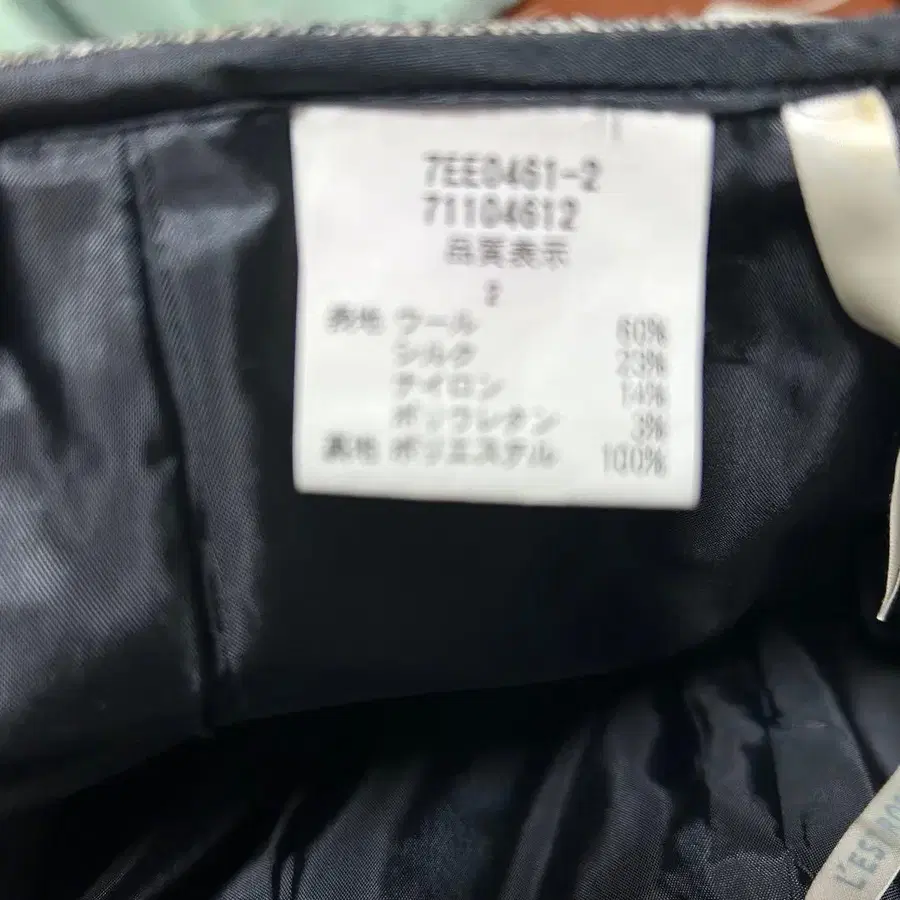 7EE0461-2
71104612
品質表示
2
表地 ウール 60%
シルク 23%
ナイロン 14%
ポリウレタン 3%
裏地 ポリエステル 100%
L'EST